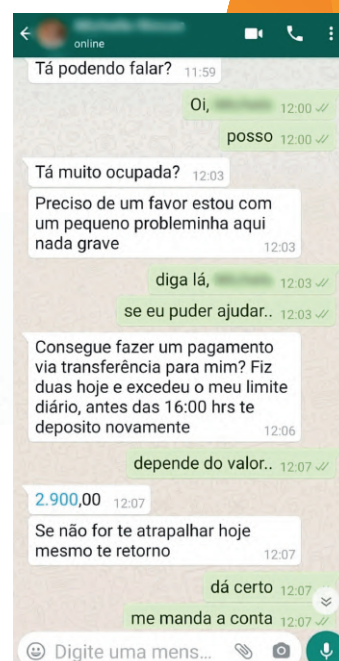 online
Tá podendo falar? 11:59
Oi, 12:00
posso 12:00
Tá muito ocupada? 12:03
Preciso de um favor estou com
um pequeno probleminha aqui
nada grave 12:03
diga lá, 12:03
se eu puder ajudar.. 12:03
Consegue fazer um pagamento
via transferência para mim? Fiz
duas hoje e excedeu o meu limite
diário, antes das 16:00 hrs te
deposito novamente 12:06
depende do valor.. 12:07
2.900,00 12:07
Se não for te atrapalhar hoje
mesmo te retorno 12:07
dá certo 12:07
me manda a conta 12:07
Digite uma mens...